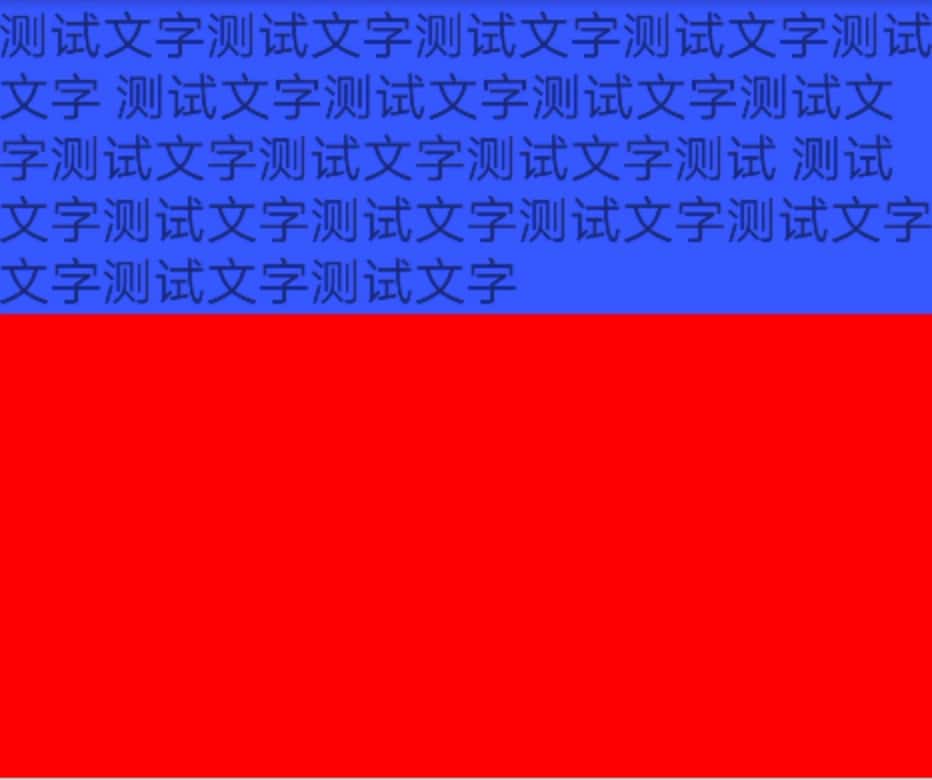 测试文字测试文字测试文字测试文字测试
文字 测试文字测试文字测试文字测试文
字测试文字测试文字测试文字测试 测试
文字测试文字测试文字测试文字测试文字
文字测试文字测试文字